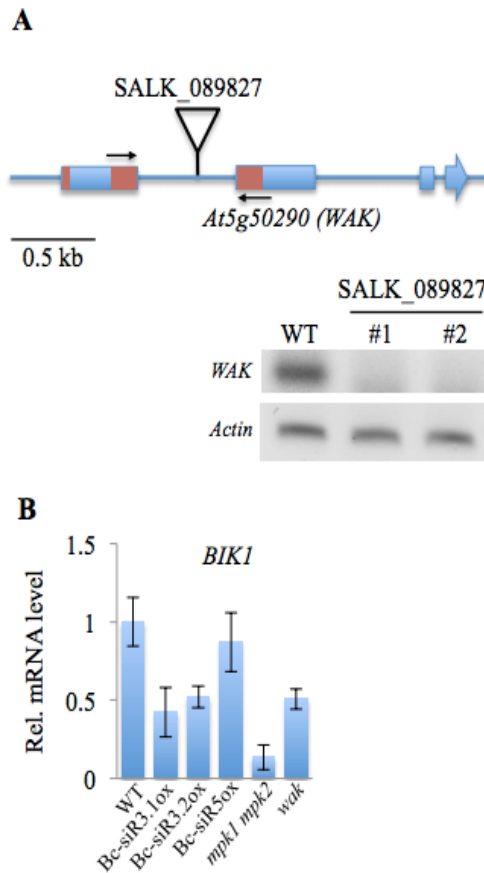 A
SALK_089827
At5g50290 (WAK)
0.5 kb
SALK_089827
WT #1 #2
WAK
Actin
B
BIK1
Rel. mRNA level
1.5
1
0.5
0
WT
Bc-siR3.1ox
Bc-siR3.2ox
Bc-siR5ox
mpk1 mpk2
wak